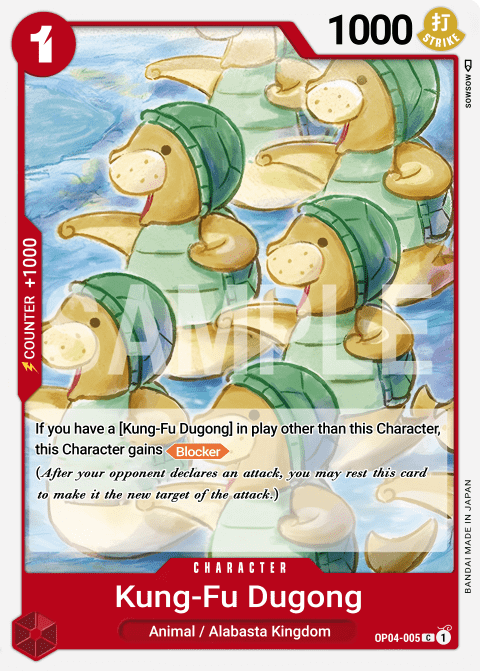 1
1000
打
STRIKE
sowsow
COUNTER +1000
SAMPLE
If you have a [Kung-Fu Dugong] in play other than this Character,
this Character gains Blocker
(After your opponent declares an attack, you may rest this card
to make it the new target of the attack.)
BANDAI MADE IN JAPAN
CHARACTER
Kung-Fu Dugong
Animal / Alabasta Kingdom
OP04-005 C 1